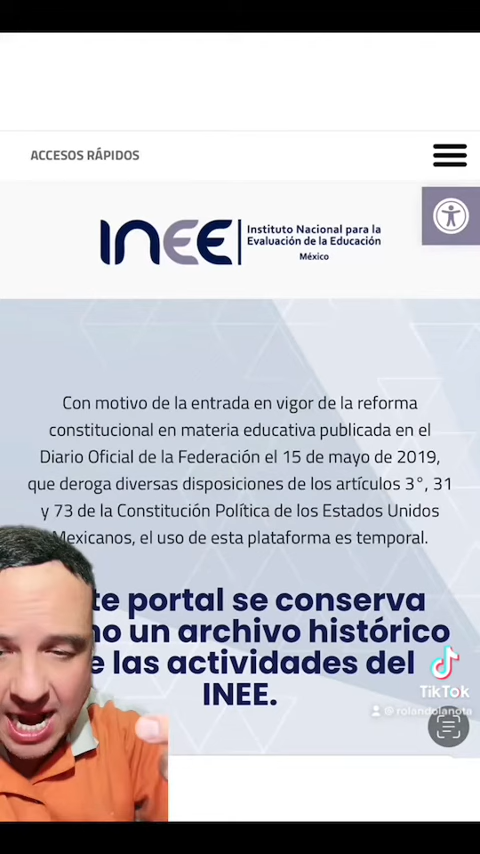 ACCESOS RÁPIDOS
INEE
Instituto Nacional para la
Evaluación de la Educación
México
Con motivo de la entrada en vigor de la reforma
constitucional en materia educativa publicada en el
Diario Oficial de la Federación el 15 de mayo de 2019,
que deroga diversas disposiciones de los artículos 3°, 31
y 73 de la Constitución Política de los Estados Unidos
Mexicanos, el uso de esta plataforma es temporal.
te portal se conserva
mo un archivo histórico
e las actividades del
INEE.
TikTok